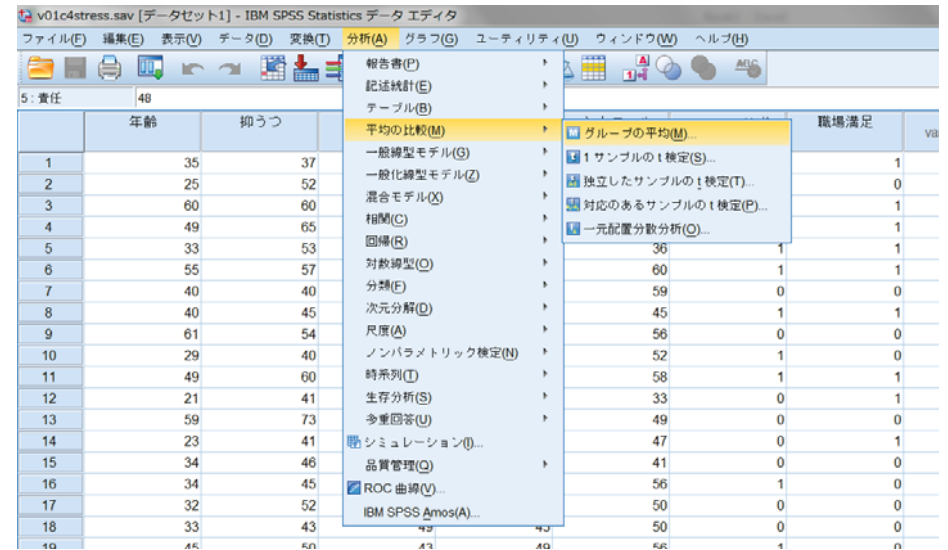 v01c4stress.sav [データセット1] - IBM SPSS Statistics データ エディタ
ファイル(F) 編集(E) 表示(V) データ(D) 変換(T) 分析(A) グラフ(G) ユーティリティ(U) ウィンドウ(W) ヘルプ(H)
5 : 責任 48
年齢 抑うつ 職場満足 va
報告書(P)
記述統計(E)
テーブル(B)
平均の比較(M)
一般線型モデル(G)
一般化線型モデル(Z)
混合モデル(X)
相関(C)
回帰(R)
対数線型(O)
分類(F)
次元分解(D)
尺度(A)
ノンパラメトリック検定(N)
時系列(T)
生存分析(S)
多重回答(U)
シミュレーション(I)...
品質管理(Q)
ROC 曲線(V)...
IBM SPSS Amos(A)...
グループの平均(M)...
1 サンプルの t 検定(S)...
独立したサンプルの t 検定(T)...
対応のあるサンプルの t 検定(P)...
一元配置分散分析(O)...
1 35 37 1
2 25 52 0
3 60 60 1
4 49 65 1
5 33 53 36 1 1
6 55 57 60 1 1
7 40 40 59 0 0
8 40 45 45 1 1
9 61 54 56 0 0
10 29 40 52 1 0
11 49 60 58 1 1
12 21 41 33 0 1
13 59 73 49 0 0
14 23 41 47 0 1
15 34 46 41 0 0
16 34 45 56 1 0
17 32 52 50 0 0
18 33 43 49 43 50 0 0
19 45 50 43 49 56 1 0